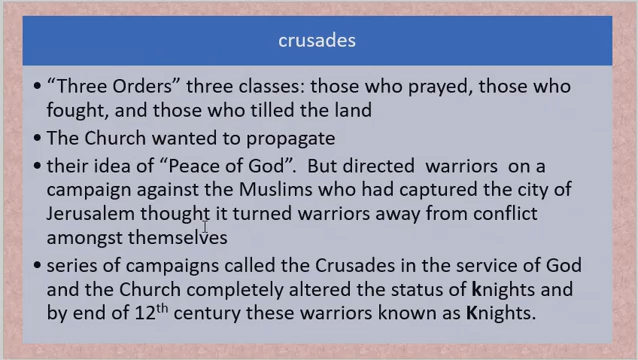 crusades
• "Three Orders" three classes: those who prayed, those who
fought, and those who tilled the land
• The Church wanted to propagate
• their idea of "Peace of God".  But directed  warriors  on a
campaign against the Muslims who had captured the city of
Jerusalem thought it turned warriors away from conflict
amongst themselves
• series of campaigns called the Crusades in the service of God
and the Church completely altered the status of knights and
by end of 12th century these warriors known as Knights.